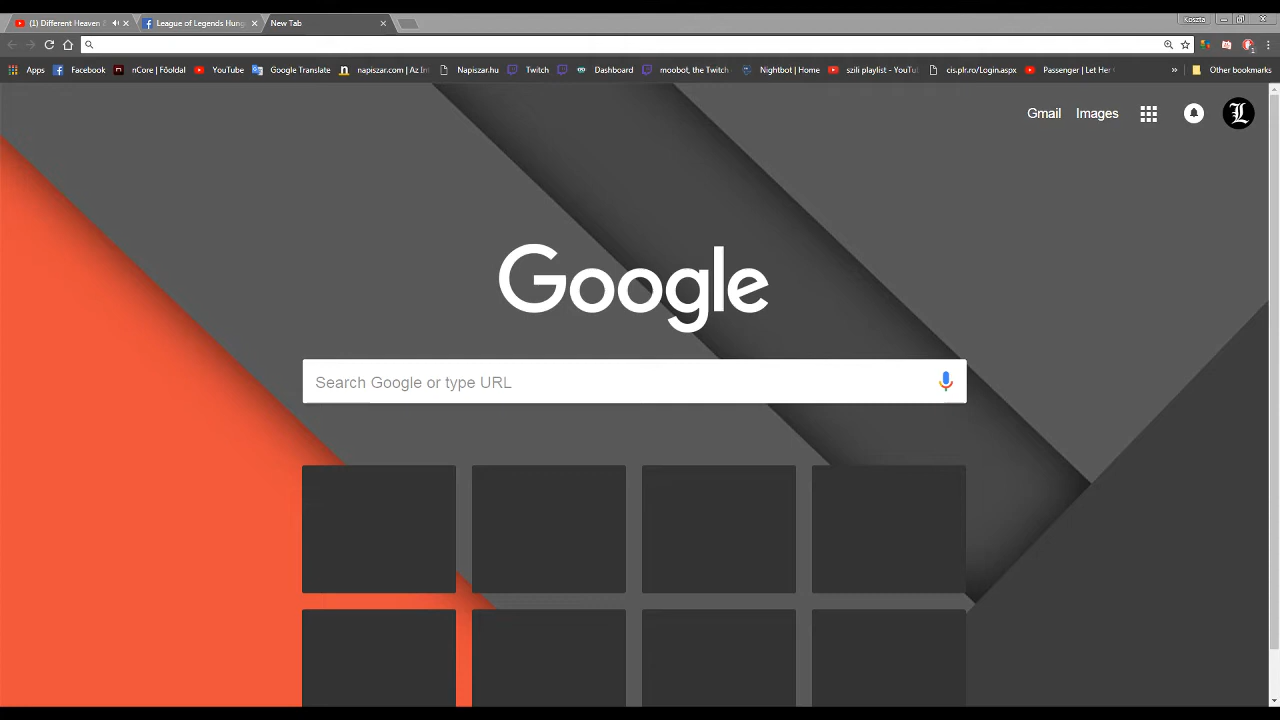 (1) Different Heaven
League of Legends Hung
New Tab
Koszta
Apps
Facebook
nCore | Főoldal
YouTube
Google Translate
napiszar.com | Az In
Napiszar.hu
Twitch
Dashboard
moobot, the Twitch
Nightbot | Home
szili playlist - YouTu
cis.plr.ro/Login.aspx
Passenger | Let Her
»
Other bookmarks
Gmail
Images
L
Google
Search Google or type URL